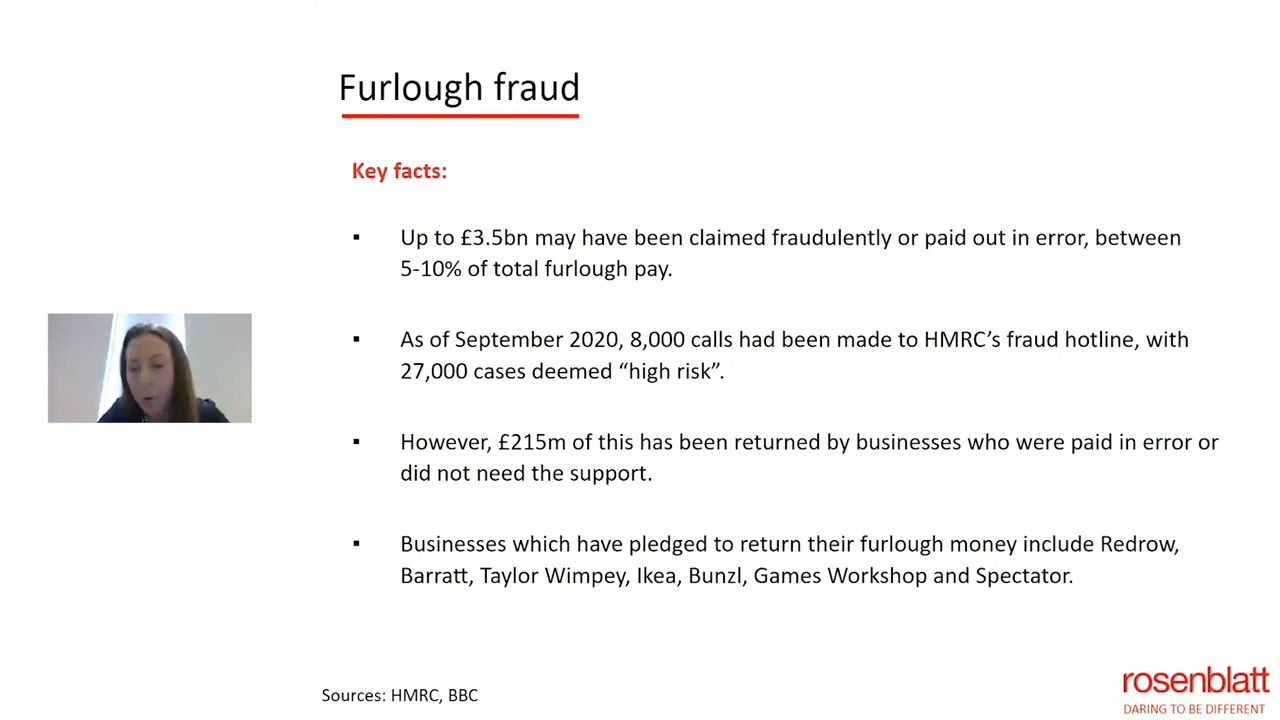 Furlough fraud
Key facts:
▪ Up to £3.5bn may have been claimed fraudulently or paid out in error, between
5-10% of total furlough pay.
▪ As of September 2020, 8,000 calls had been made to HMRC’s fraud hotline, with
27,000 cases deemed “high risk”.
▪ However, £215m of this has been returned by businesses who were paid in error or
did not need the support.
▪ Businesses which have pledged to return their furlough money include Redrow,
Barratt, Taylor Wimpey, Ikea, Bunzl, Games Workshop and Spectator.
Sources: HMRC, BBC
rosenblatt
DARING TO BE DIFFERENT